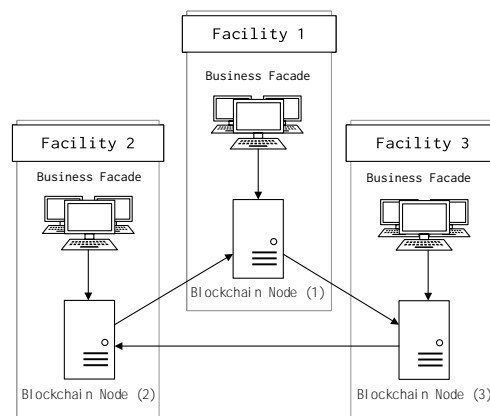 Facility 1
Business Facade
Blockchain Node (1)
Facility 2
Business Facade
Blockchain Node (2)
Facility 3
Business Facade
Blockchain Node (3)